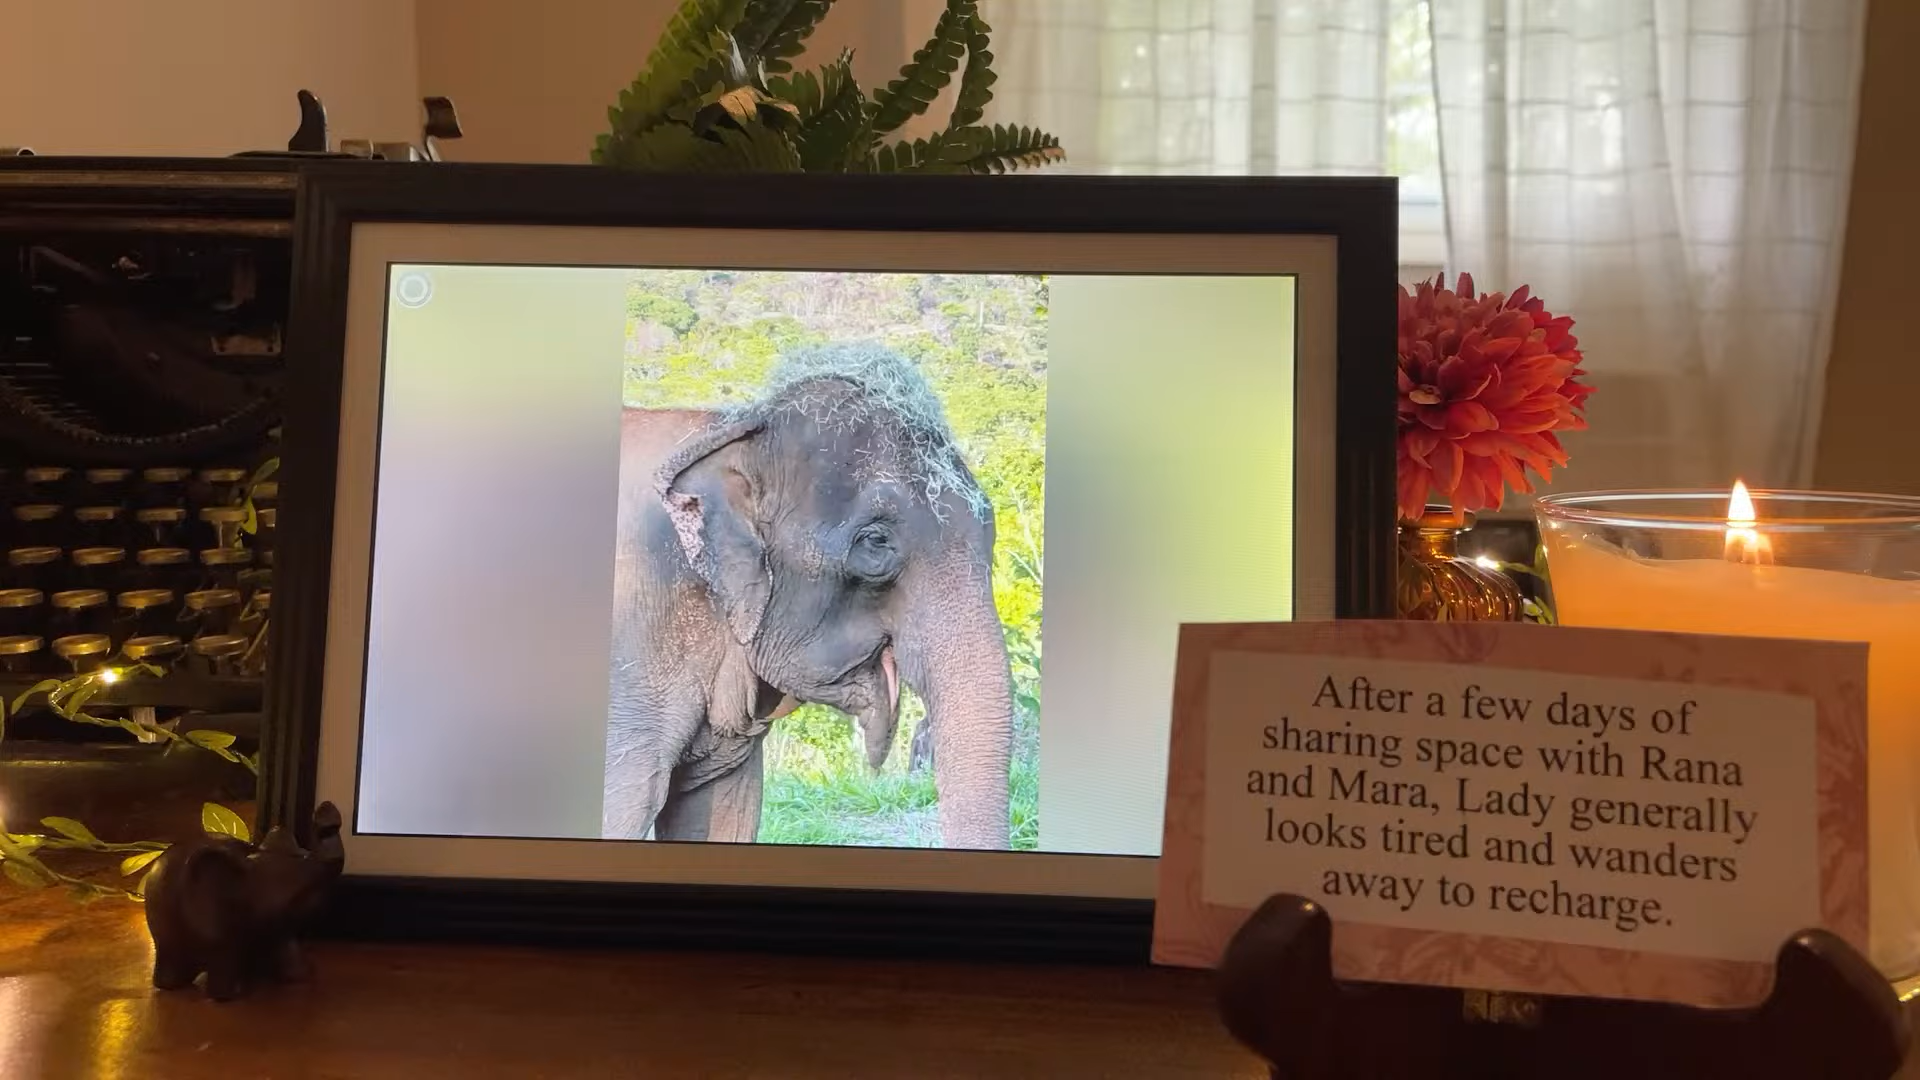 After a few days of
sharing space with Rana
and Mara, Lady generally
looks tired and wanders
away to recharge.